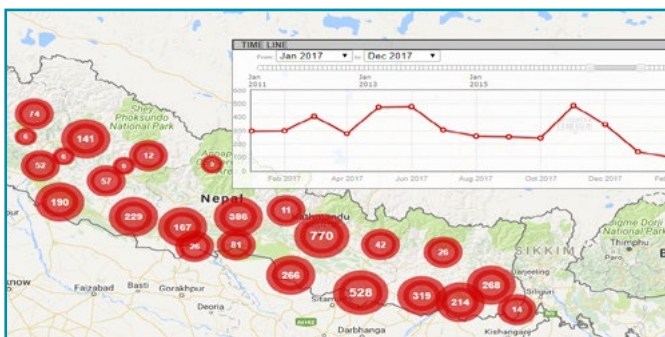 TIME LINE
From Jan 2017 to Dec 2017
Jan 2011
Jan 2013
Jan 2015
600
500
400
300
200
100
0
Feb 2017
Apr 2017
Jun 2017
Aug 2017
Oct 2017
Dec 2017
74
Shey Phoksundo National Park
141
12
52
57
190
Nepal
229
386
11
770
167
26
81
42
26
SIKKIM
Thimphu
Paro
Darjeeling
266
528
319
268
214
14
Siliguri
Faizabad
Basti
Gorakhpur
Deoria
Darbhanga
Kishanganj